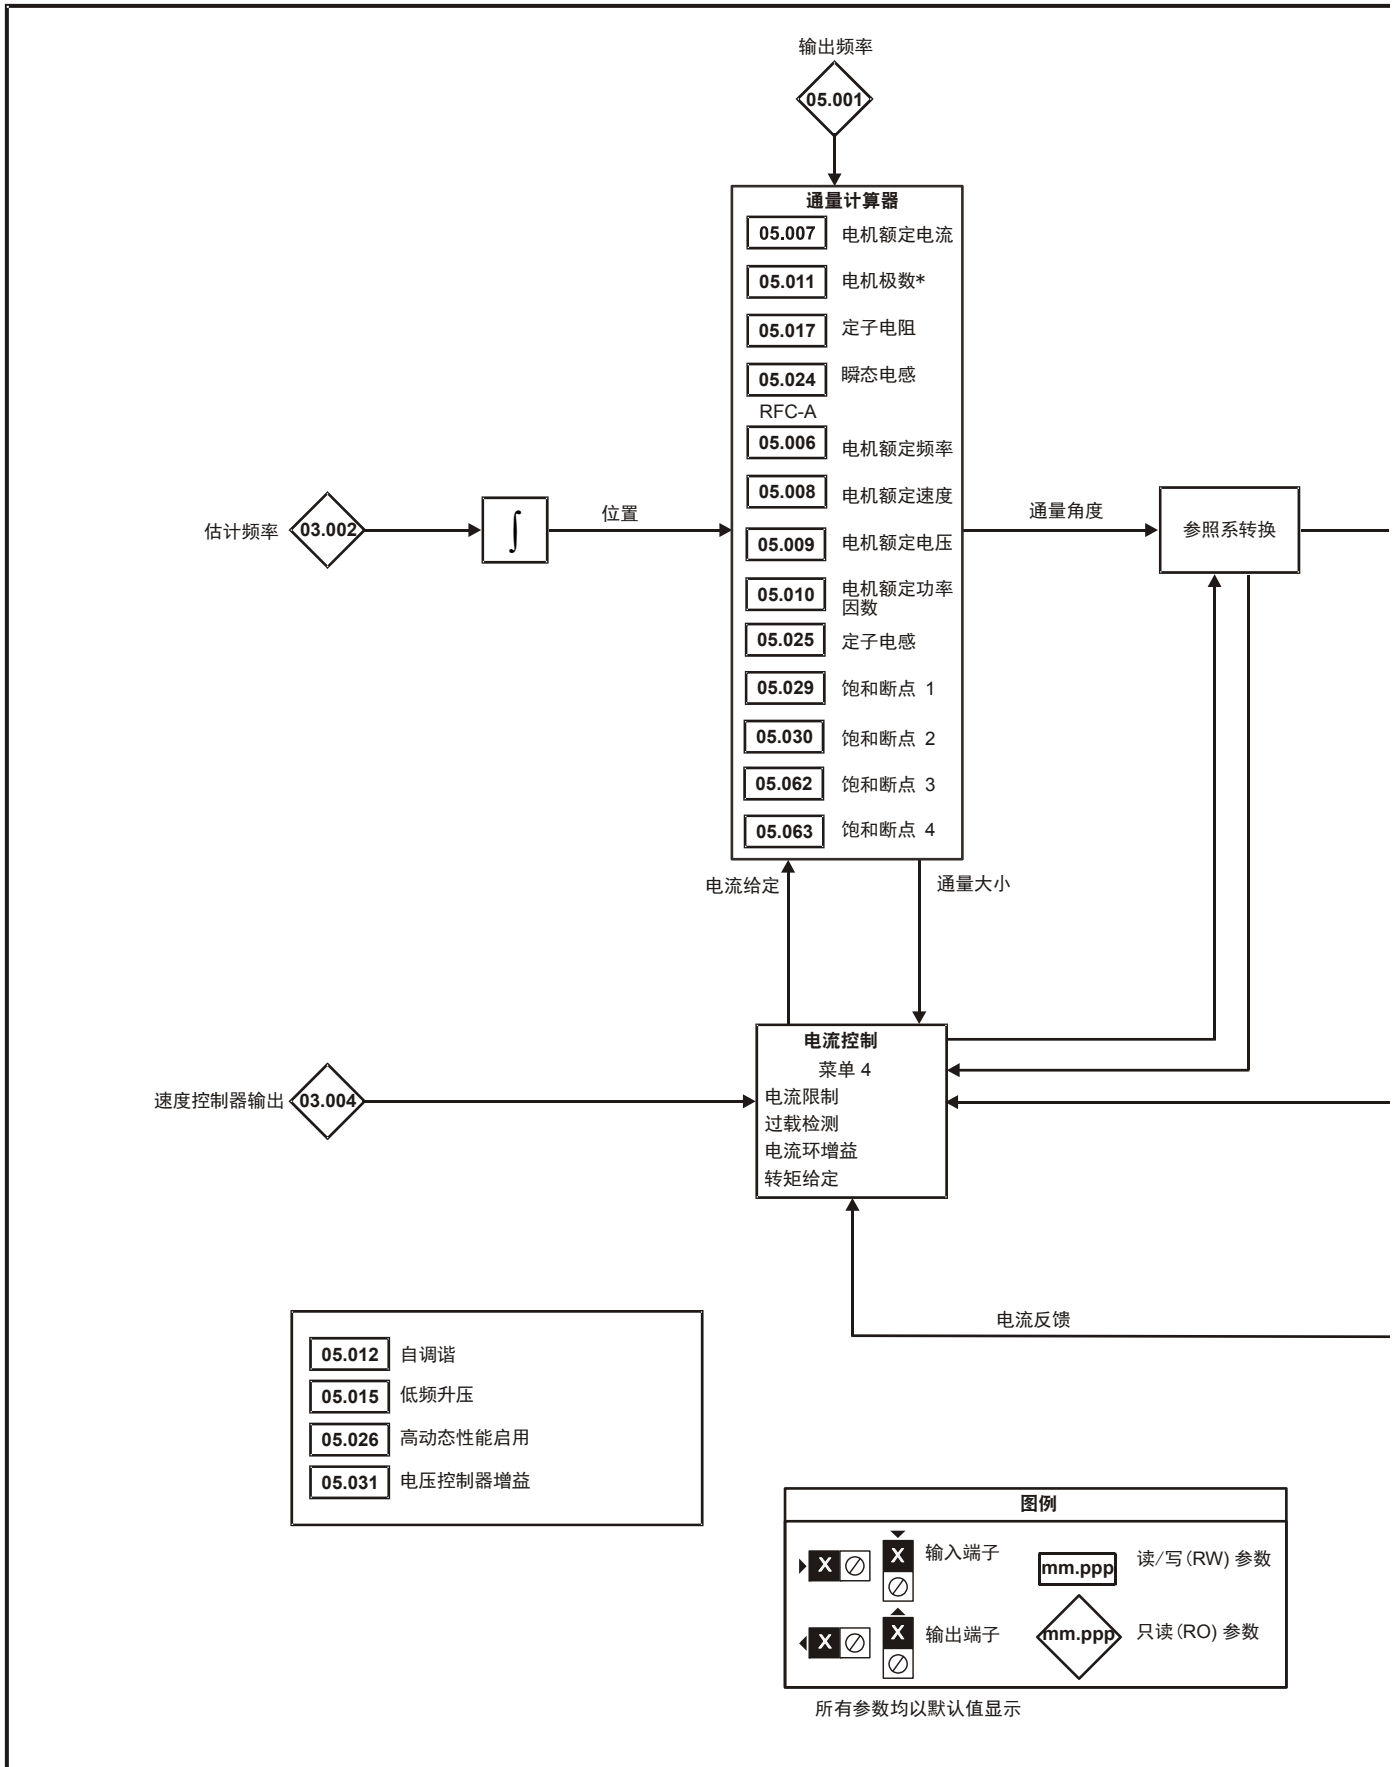 输出频率
05.001
通量计算器
05.007 电机额定电流
05.011 电机极数*
05.017 定子电阻
05.024 瞬态电感
RFC-A
05.006 电机额定频率
05.008 电机额定速度
05.009 电机额定电压
05.010 电机额定功率
因数
05.025 定子电感
05.029 饱和断点 1
05.030 饱和断点 2
05.062 饱和断点 3
05.063 饱和断点 4
估计频率 03.002
∫
位置
通量角度
参照系转换
电流给定
通量大小
速度控制器输出 03.004
电流控制
菜单 4
电流限制
过载检测
电流环增益
转矩给定
电流反馈
05.012 自调谐
05.015 低频升压
05.026 高动态性能启用
05.031 电压控制器增益
图例
X X 输入端子 mm.ppp 读/写(RW) 参数
X X 输出端子 mm.ppp 只读(RO) 参数
所有参数均以默认值显示